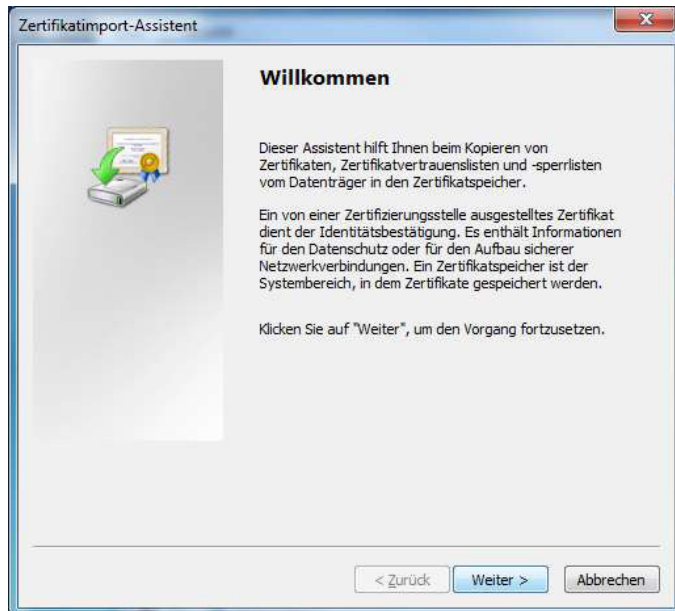 Zertifikatimport-Assistent
Willkommen
Dieser Assistent hilft Ihnen beim Kopieren von
Zertifikaten, Zertifikatvertrauenslisten und -sperrlisten
vom Datenträger in den Zertifikatspeicher.
Ein von einer Zertifizierungsstelle ausgestelltes Zertifikat
dient der Identitätsbestätigung. Es enthält Informationen
für den Datenschutz oder für den Aufbau sicherer
Netzwerkverbindungen. Ein Zertifikatspeicher ist der
Systembereich, in dem Zertifikate gespeichert werden.
Klicken Sie auf "Weiter", um den Vorgang fortzusetzen.
< Zurück Weiter > Abbrechen